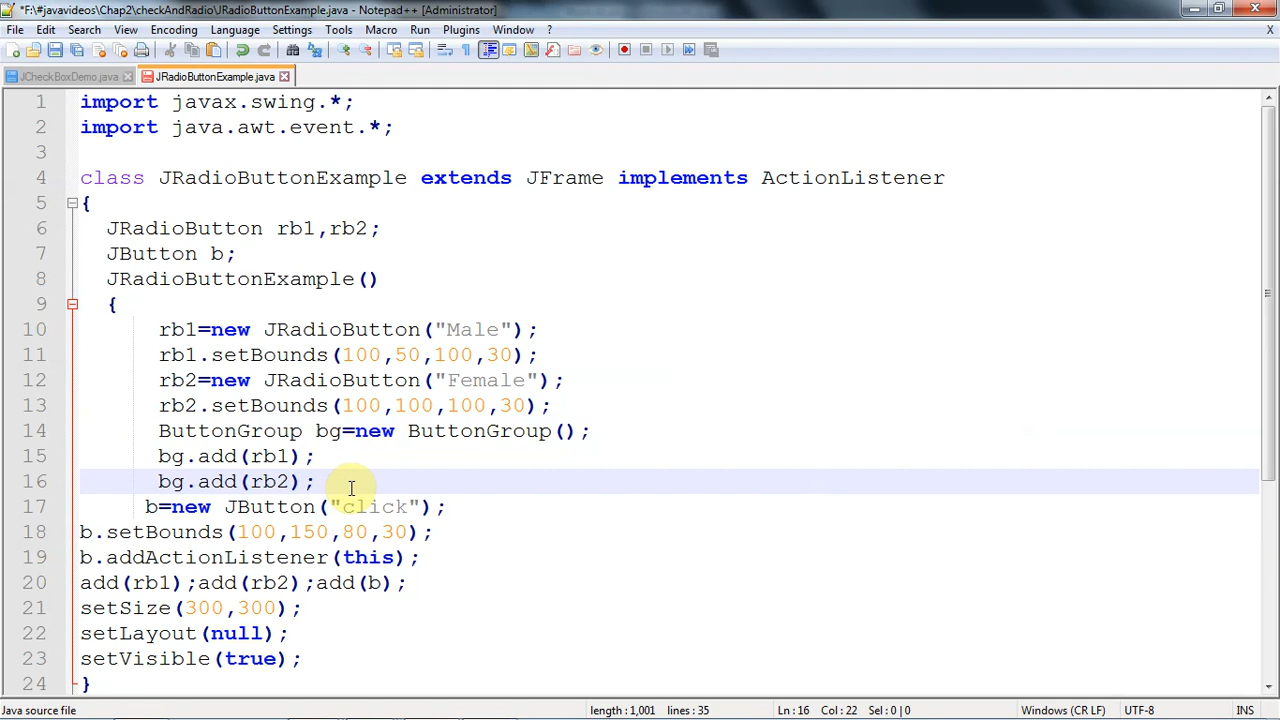 *F:\#javavideos\Chap2\checkAndRadio\JRadioButtonExample.java - Notepad++ [Administrator]
File Edit Search View Encoding Language Settings Tools Macro Run Plugins Window ? X
JCheckBoxDemo.java JRadioButtonExample.java
1 import javax.swing.*;
2 import java.awt.event.*;
3
4 class JRadioButtonExample extends JFrame implements ActionListener
5 {
6 JRadioButton rb1,rb2;
7 JButton b;
8 JRadioButtonExample()
9 {
10 rb1=new JRadioButton("Male");
11 rb1.setBounds(100,50,100,30);
12 rb2=new JRadioButton("Female");
13 rb2.setBounds(100,100,100,30);
14 ButtonGroup bg=new ButtonGroup();
15 bg.add(rb1);
16 bg.add(rb2);
17 b=new JButton("click");
18 b.setBounds(100,150,80,30);
19 b.addActionListener(this);
20 add(rb1);add(rb2);add(b);
21 setSize(300,300);
22 setLayout(null);
23 setVisible(true);
24 }
Java source file length : 1,001 lines : 35 Ln : 16 Col : 22 Sel : 0 | 0 Windows (CR LF) UTF-8 INS